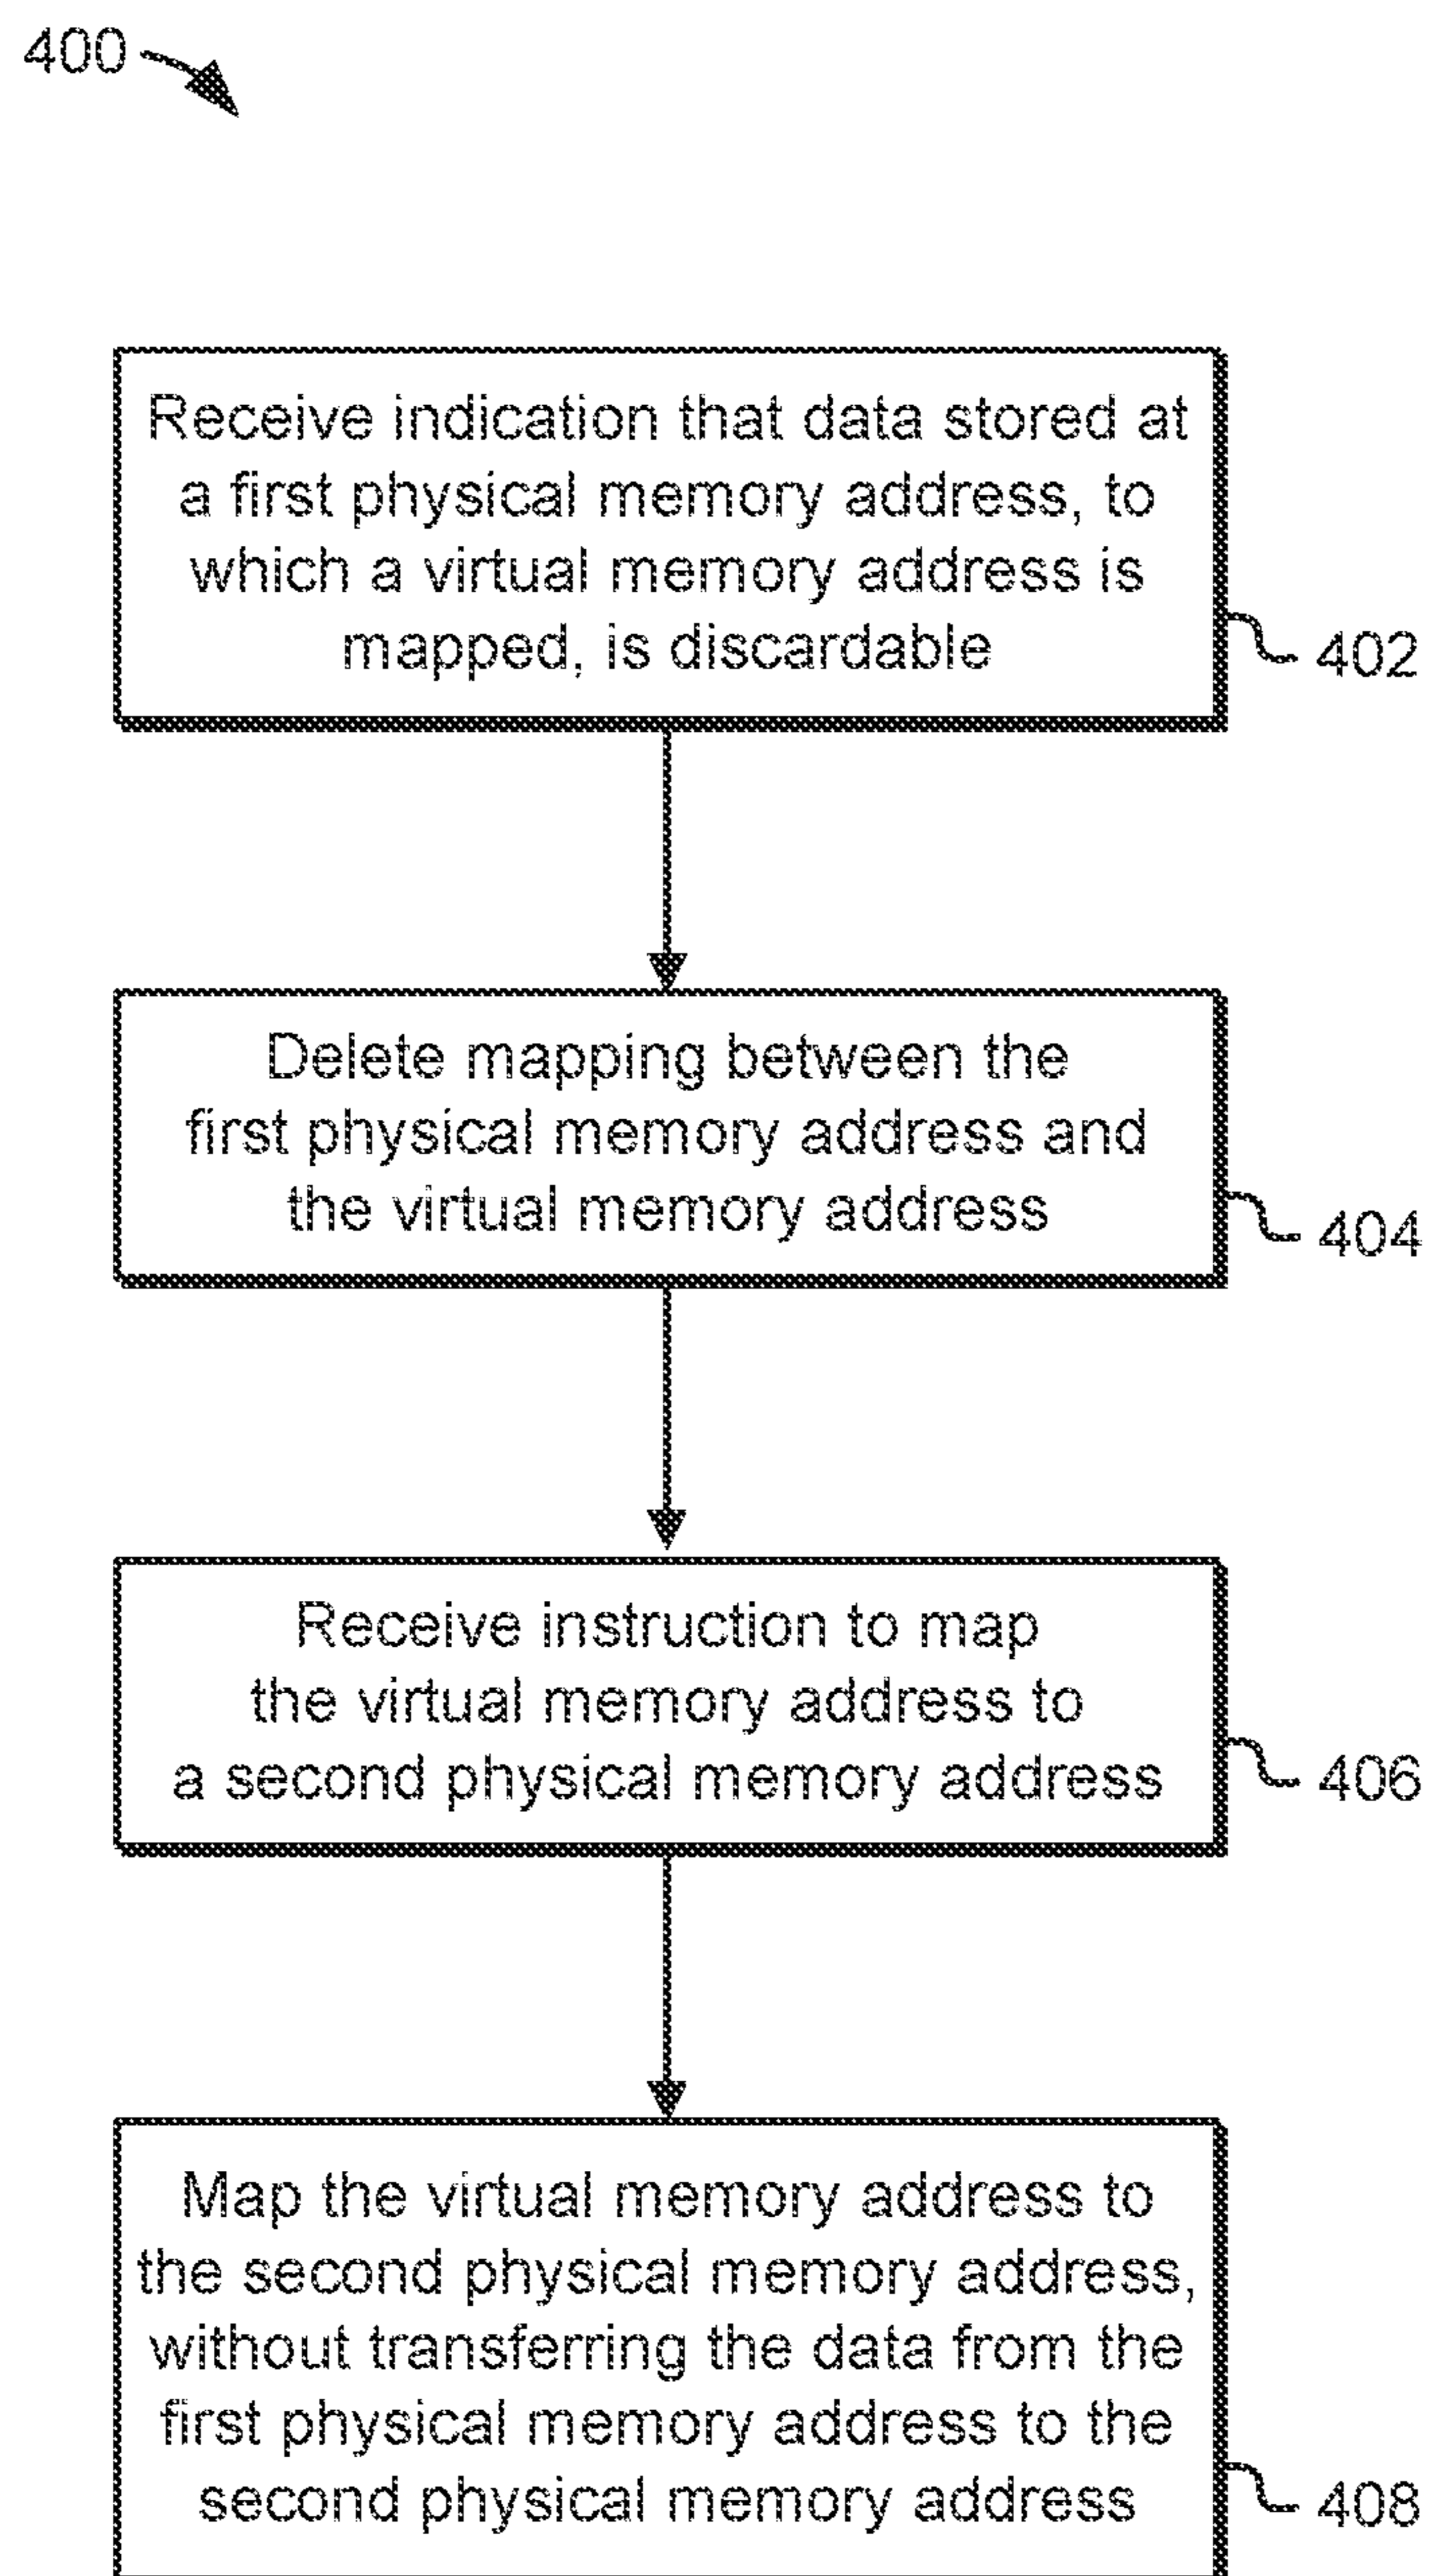 400
Receive indication that data stored at
a first physical memory address, to
which a virtual memory address is
mapped, is discardable
402
Delete mapping between the
first physical memory address and
the virtual memory address
404
Receive instruction to map
the virtual memory address to
a second physical memory address
406
Map the virtual memory address to
the second physical memory address,
without transferring the data from the
first physical memory address to the
second physical memory address
408